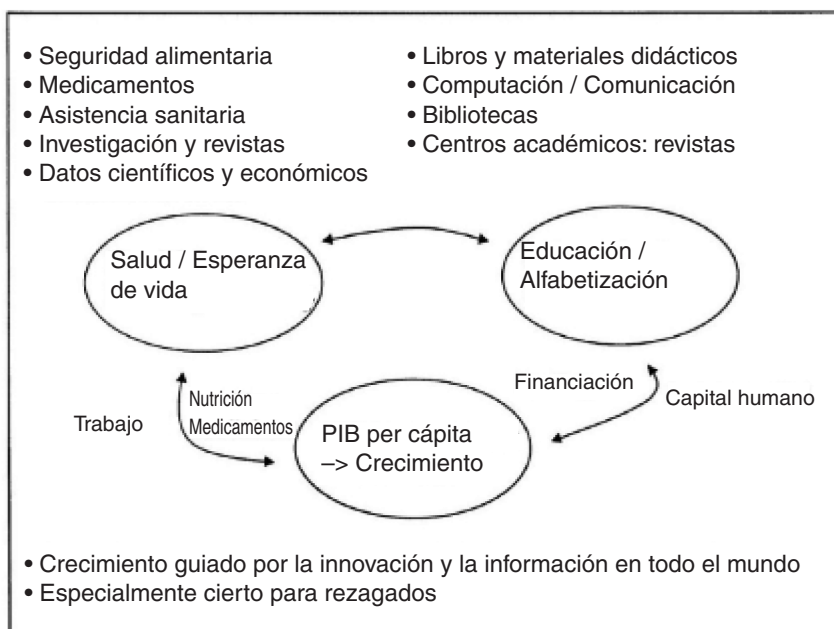 • Seguridad alimentaria
• Medicamentos
• Asistencia sanitaria
• Investigación y revistas
• Datos científicos y económicos
• Libros y materiales didácticos
• Computación / Comunicación
• Bibliotecas
• Centros académicos: revistas
Salud / Esperanza
de vida
Educación /
Alfabetización
Trabajo
Nutrición
Medicamentos
Financiación
Capital humano
PIB per cápita
–> Crecimiento
• Crecimiento guiado por la innovación y la información en todo el mundo
• Especialmente cierto para rezagados